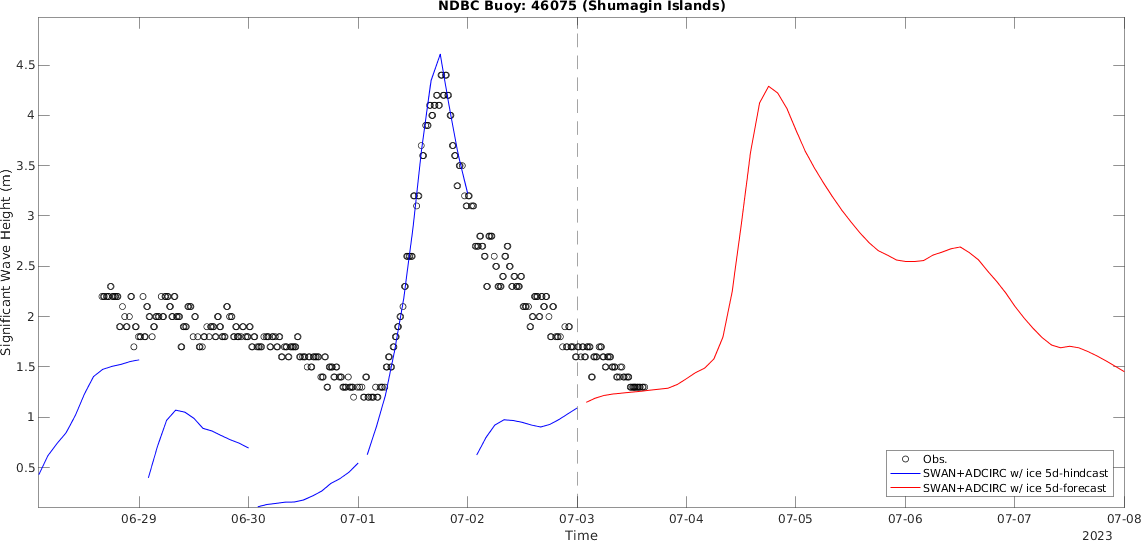 NDBC Buoy: 46075 (Shumagin Islands)
Significant Wave Height (m)
4.5
4
3.5
3
2.5
2
1.5
1
0.5
Obs.
SWAN+ADCIRC w/ ice 5d-hindcast
SWAN+ADCIRC w/ ice 5d-forecast
06-29 06-30 07-01 07-02 07-03 07-04 07-05 07-06 07-07 07-08
Time
2023